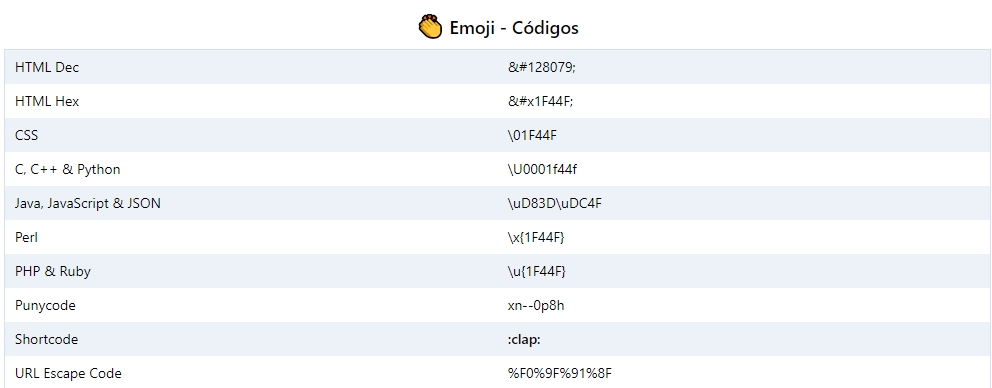 👏 Emoji - Códigos
HTML Dec &#128079;
HTML Hex &#x1F44F;
CSS \01F44F
C, C++ & Python \U0001f44f
Java, JavaScript & JSON \uD83D\uDC4F
Perl \x{1F44F}
PHP & Ruby \u{1F44F}
Punycode xn--0p8h
Shortcode :clap:
URL Escape Code %F0%9F%91%8F